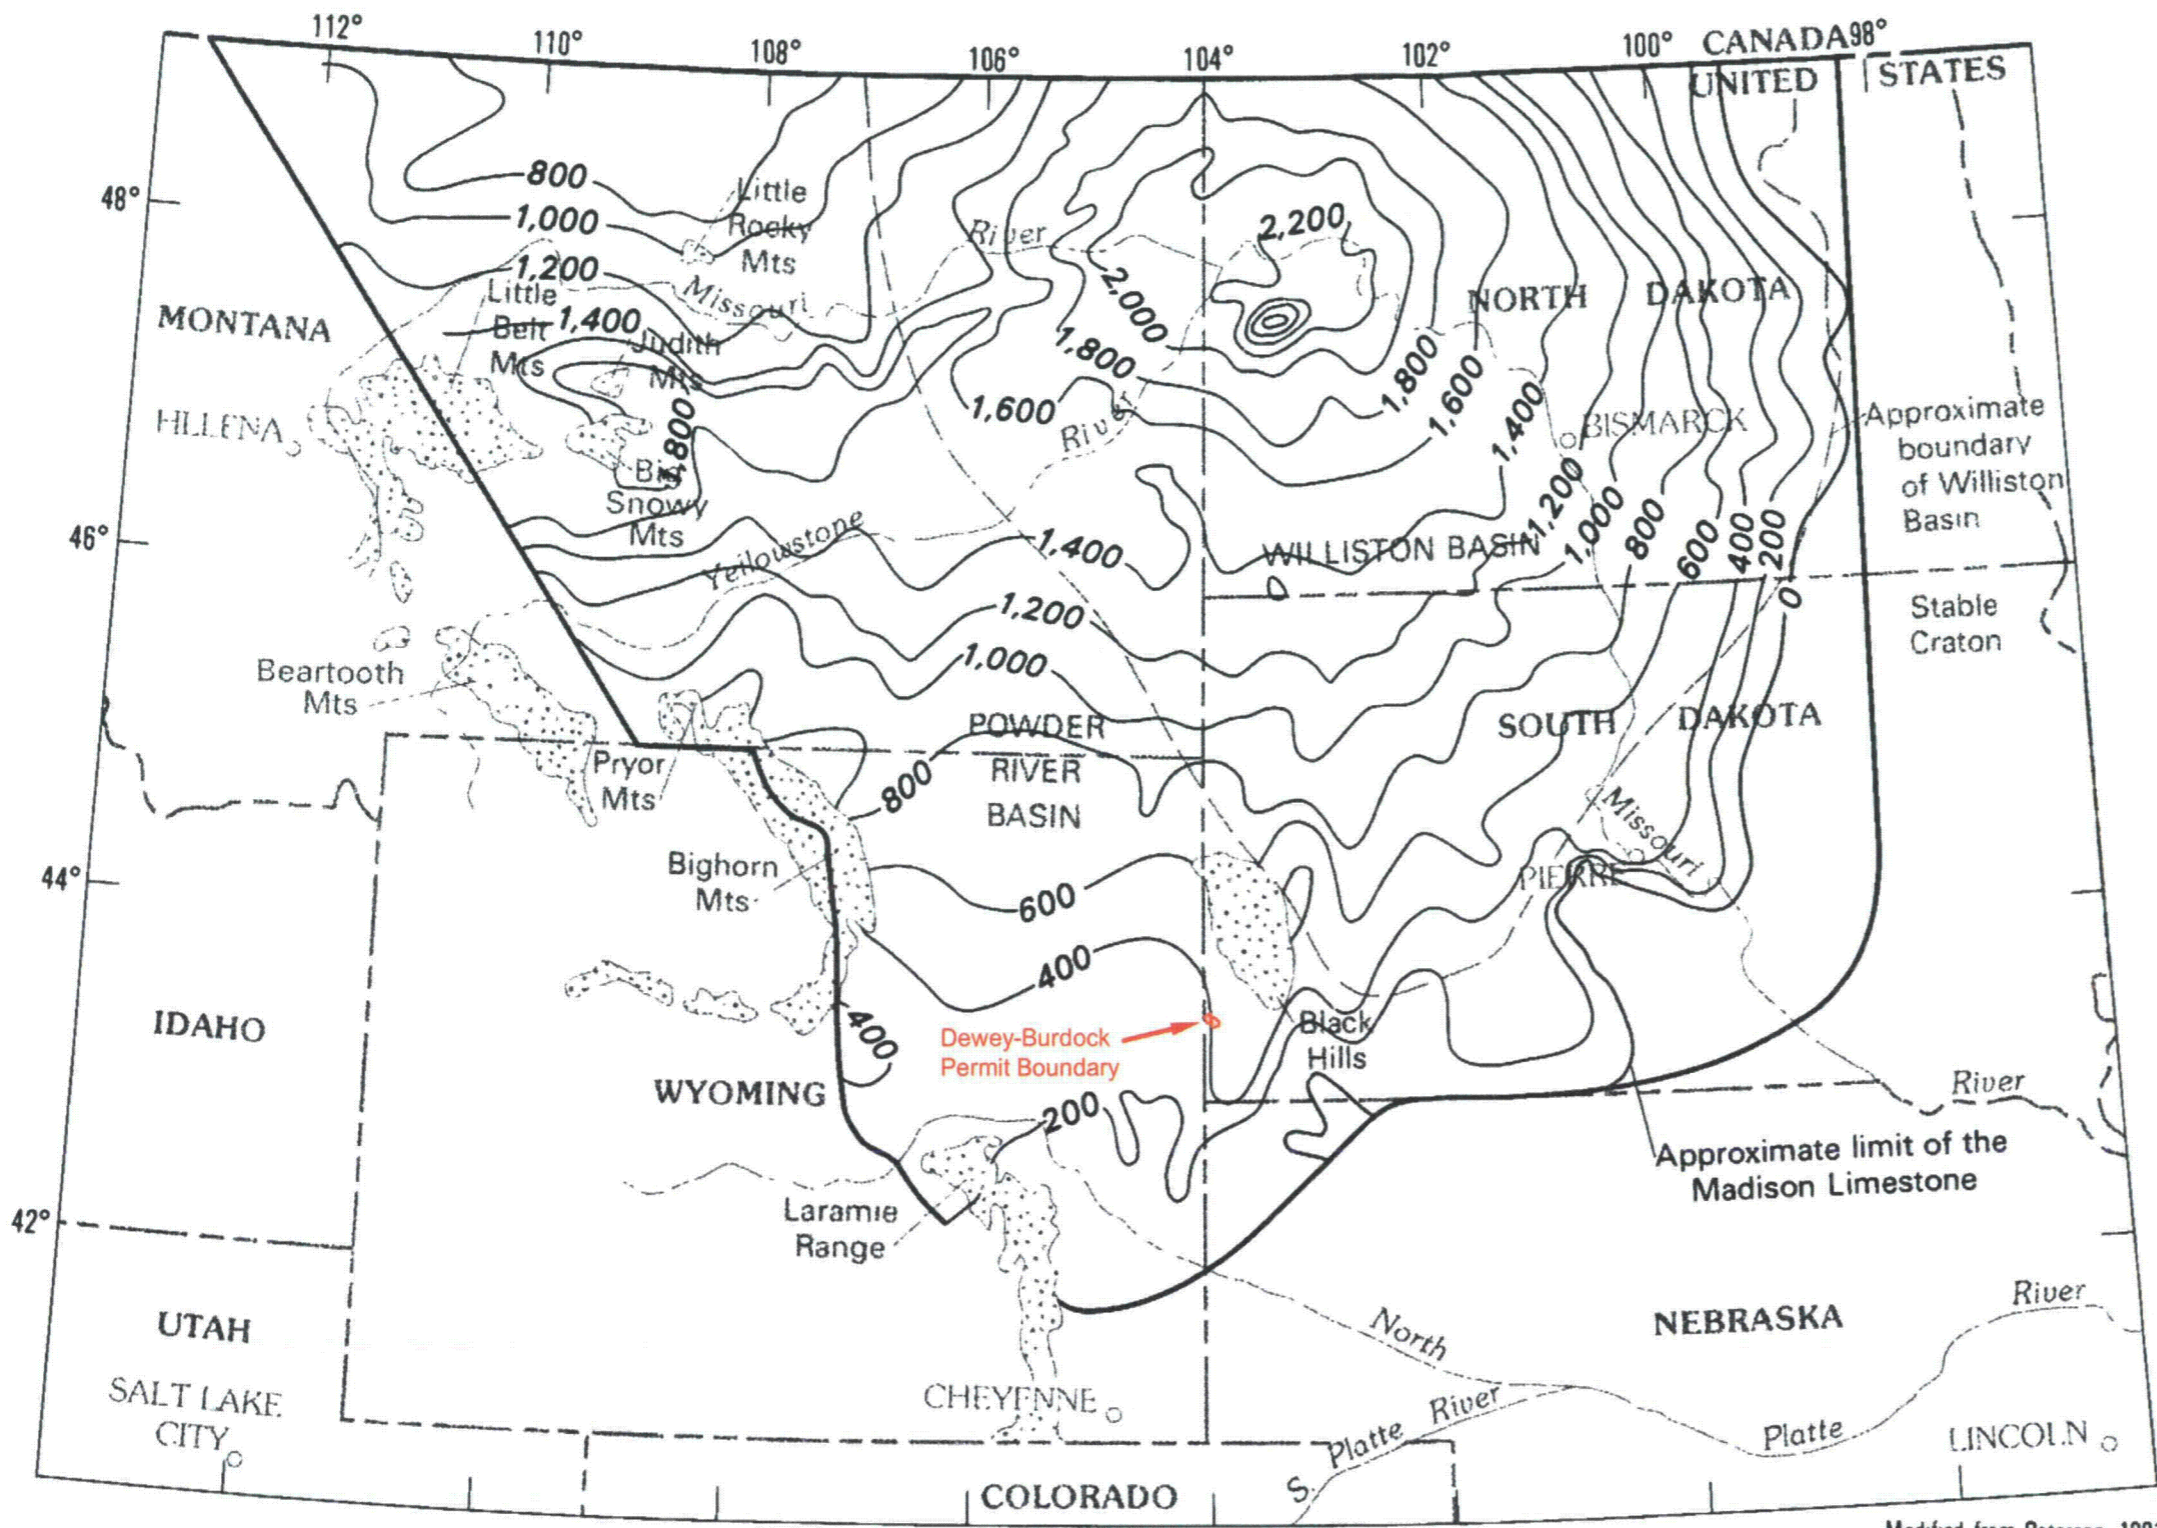 112°
110°
108°
106°
104°
102°
100°
CANADA
98°
UNITED
STATES
48°
800
1,000
1,200
Little
Rocky
Mts
River
2,200
Missouri
MONTANA
Little
Belt
Mts
1,400
Judith
Mts
2,000
1,800
NORTH
DAKOTA
1,800
1,600
1,400
1,600
River
HELENA
1,800
Big
Snowy
Mts
BISMARCK
Approximate
boundary
of Williston
Basin
46°
Yellowstone
1,400
WILLISTON BASIN
1,200
1,000
800
600
400
200
0
1,200
1,000
Stable
Craton
Beartooth
Mts
POWDER
RIVER
BASIN
SOUTH
DAKOTA
Pryor
Mts
800
Missouri
44°
Bighorn
Mts
600
PIERRE
400
400
IDAHO
Dewey-Burdock
Permit Boundary
Black
Hills
WYOMING
200
River
Approximate limit of the
Madison Limestone
42°
Laramie
Range
UTAH
North
NEBRASKA
River
SALT LAKE
CITY
CHEYENNE
S. Platte River
Platte
LINCOLN
COLORADO